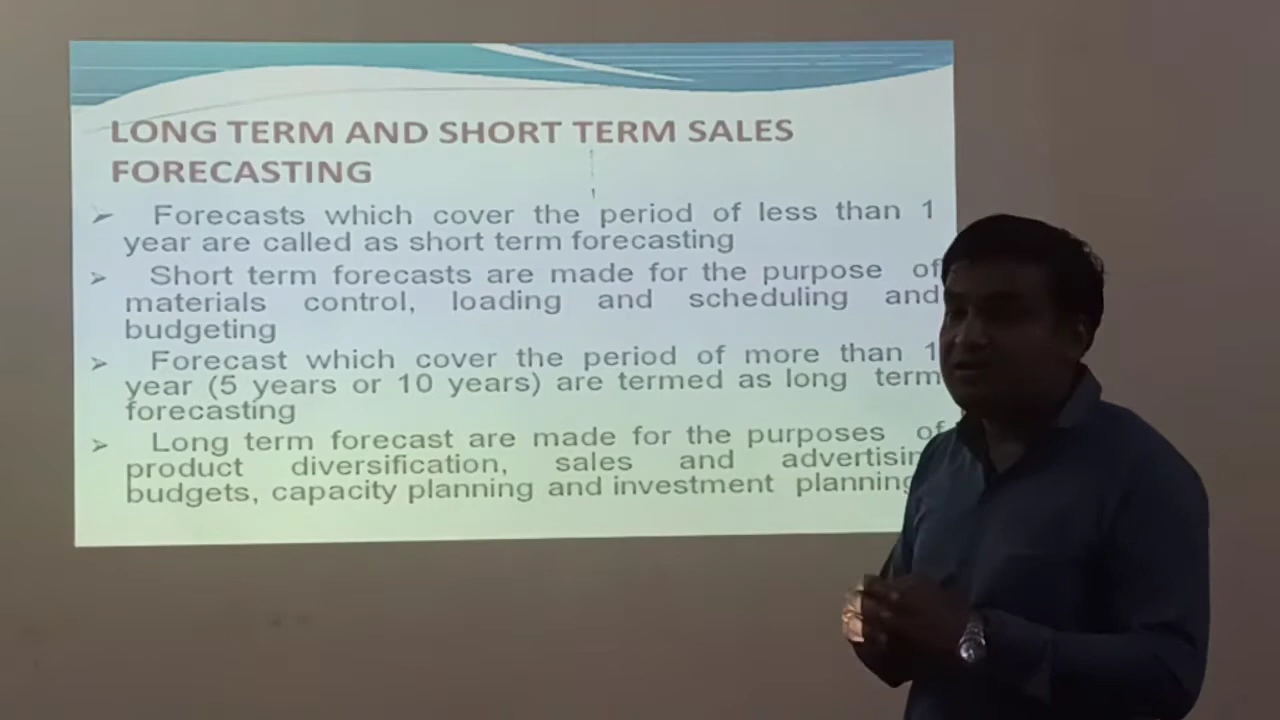 LONG TERM AND SHORT TERM SALES
FORECASTING
➢ Forecasts which cover the period of less than 1
year are called as short term forecasting
➢ Short term forecasts are made for the purpose of
materials control, loading and scheduling and
budgeting
➢ Forecast which cover the period of more than 1
year (5 years or 10 years) are termed as long term
forecasting
➢ Long term forecast are made for the purposes of
product diversification, sales and advertisin
budgets, capacity planning and investment planning